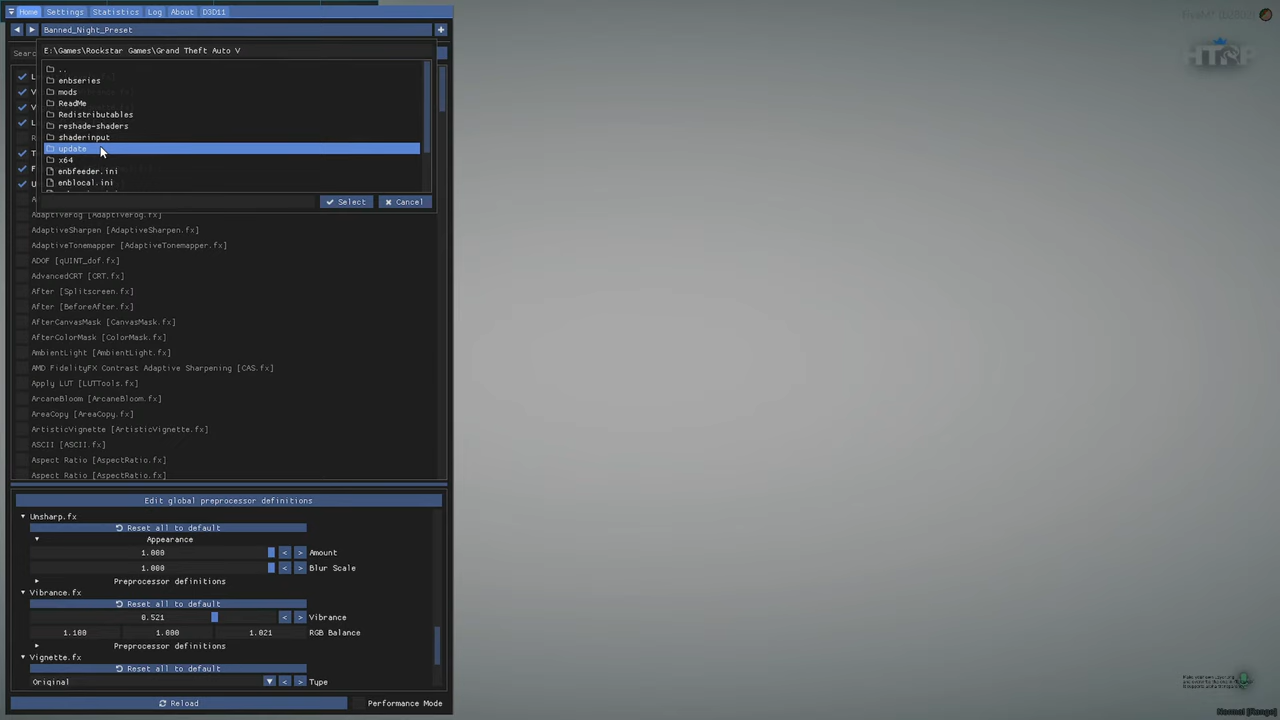 Home Settings Statistics Log About D3D11
Banned_Night_Preset
E:\Games\Rockstar Games\Grand Theft Auto V
Searc
..
enbseries
mods
ReadMe
Redistributables
reshade-shaders
shaderinput
update
x64
enbfeeder.ini
enblocal.ini
Select Cancel
AdaptiveFog [AdaptiveFog.fx]
AdaptiveSharpen [AdaptiveSharpen.fx]
AdaptiveTonemapper [AdaptiveTonemapper.fx]
ADOF [qUINT_dof.fx]
AdvancedCRT [CRT.fx]
After [Splitscreen.fx]
After [BeforeAfter.fx]
AfterCanvasMask [CanvasMask.fx]
AfterColorMask [ColorMask.fx]
AmbientLight [AmbientLight.fx]
AMD FidelityFX Contrast Adaptive Sharpening [CAS.fx]
Apply LUT [LUTTools.fx]
ArcaneBloom [ArcaneBloom.fx]
AreaCopy [AreaCopy.fx]
ArtisticVignette [ArtisticVignette.fx]
ASCII [ASCII.fx]
Aspect Ratio [AspectRatio.fx]
Aspect Ratio [AspectRatio.fx]
Edit global preprocessor definitions
Unsharp.fx
Reset all to default
Appearance
1.000 < > Amount
1.000 < > Blur Scale
Preprocessor definitions
Vibrance.fx
Reset all to default
0.521 < > Vibrance
1.100 1.000 1.021 RGB Balance
Preprocessor definitions
Vignette.fx
Reset all to default
Original < > Type
Reload Performance Mode
HTRP
Normal [Range]